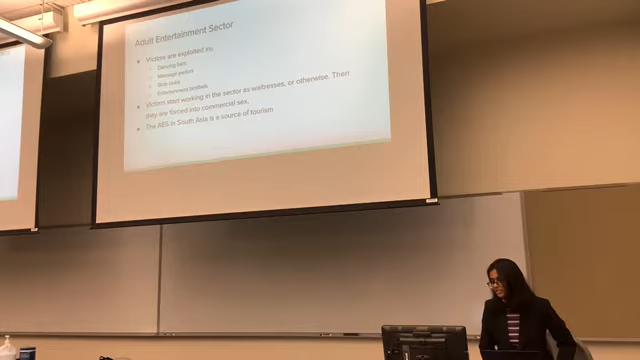 Adult Entertainment Sector
• Victims are exploited in:
○ Dancing bars
○ Massage parlors
○ Strip clubs
○ Entertainment brothels
• Victims start working in the sector as waitresses, or otherwise. Then
they are forced into commercial sex.
• The AES in South Asia is a source of tourism